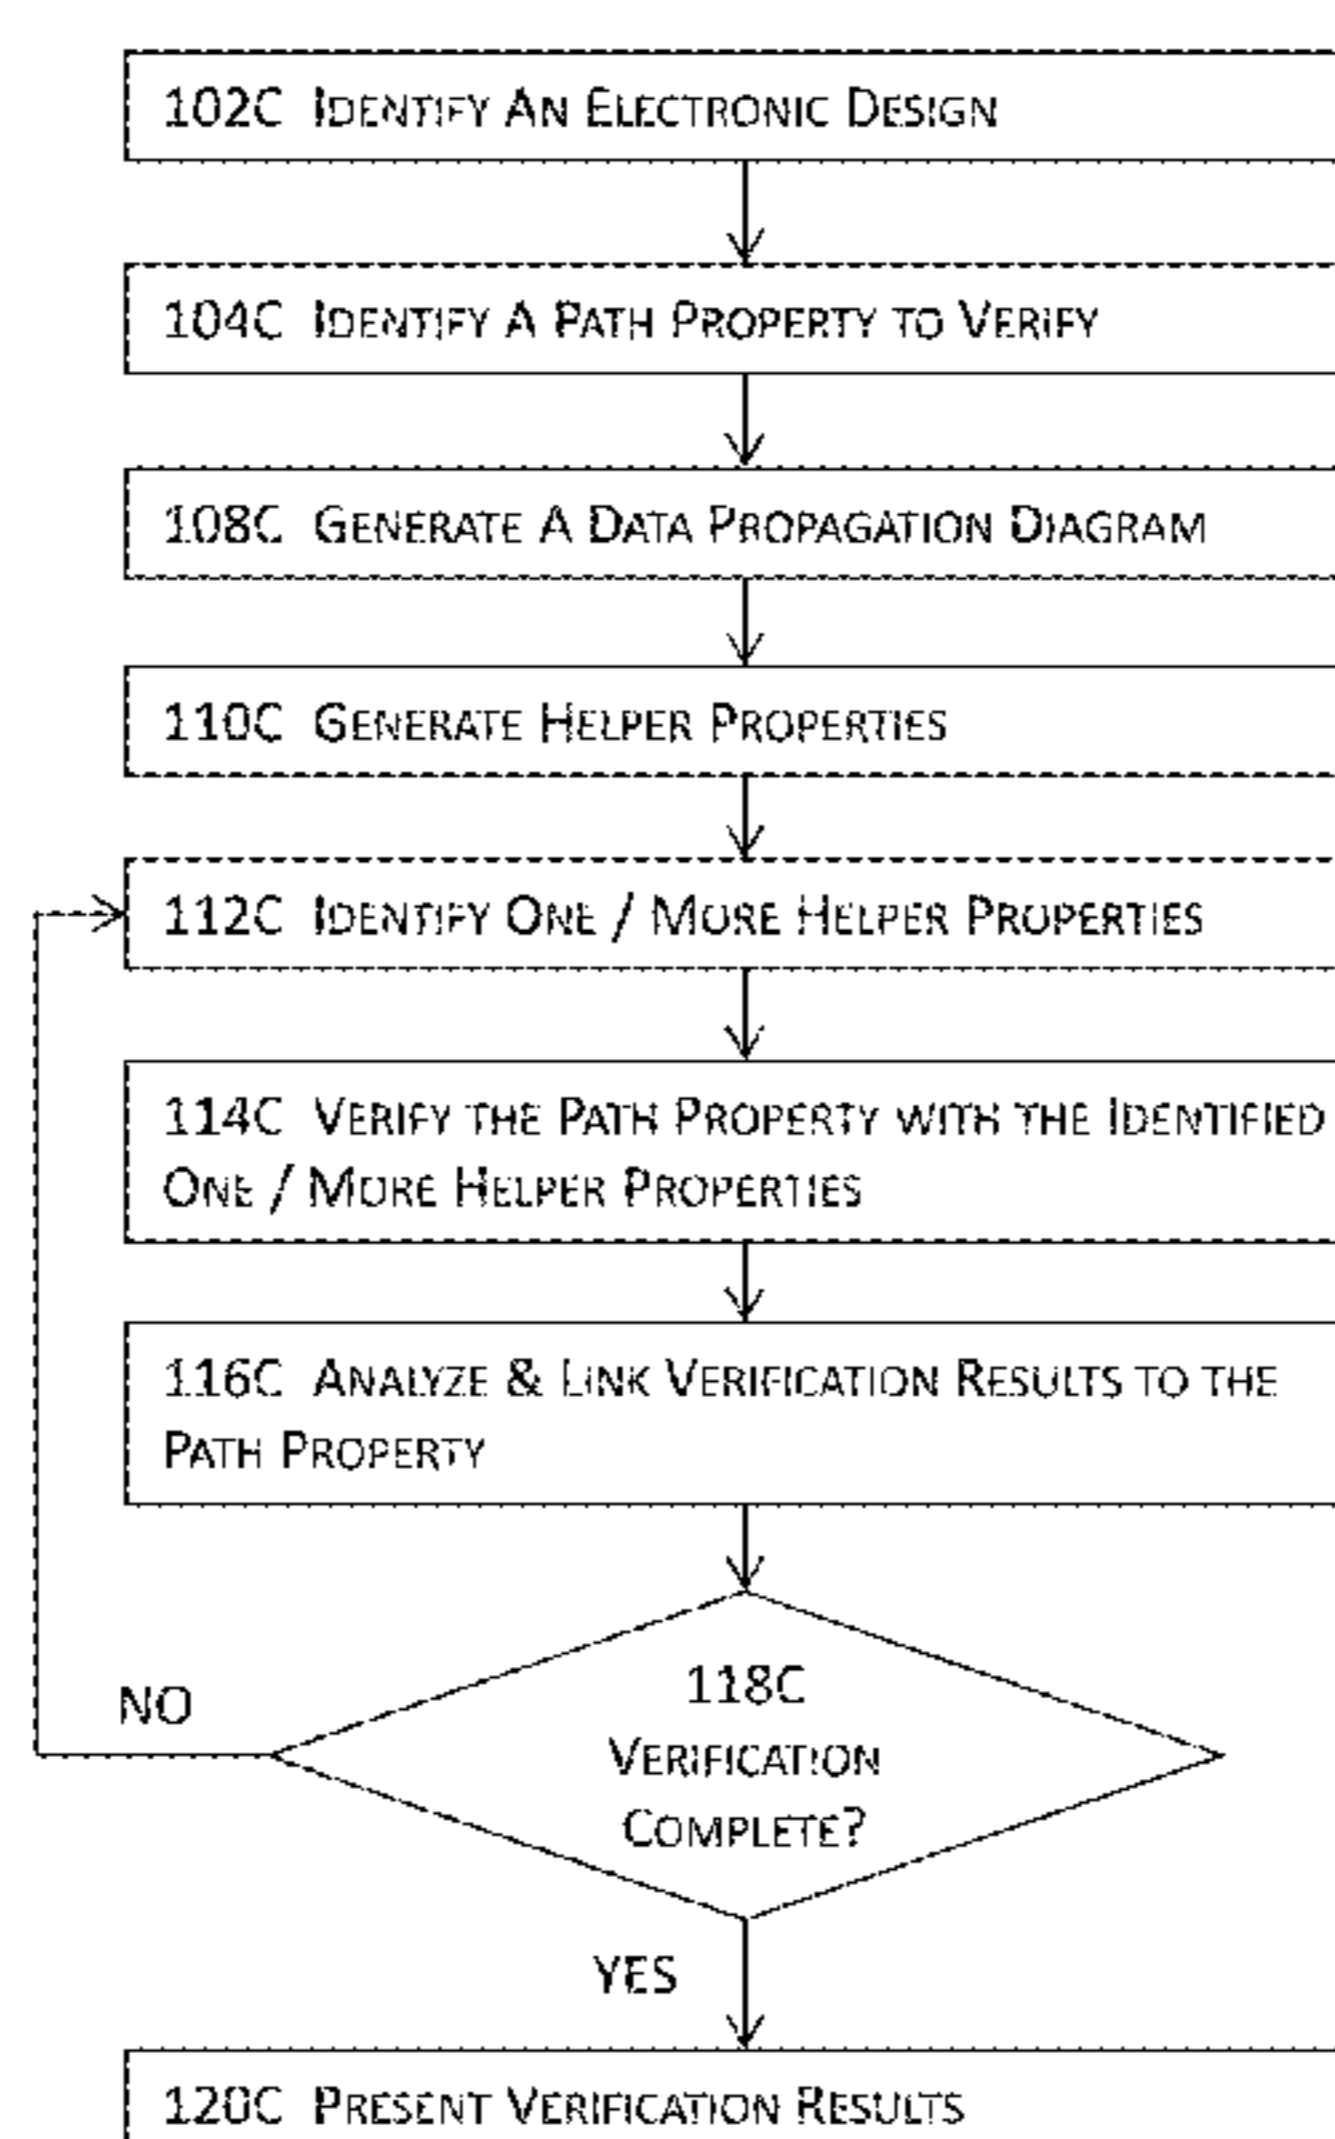 102C IDENTIFY AN ELECTRONIC DESIGN
104C IDENTIFY A PATH PROPERTY TO VERIFY
108C GENERATE A DATA PROPAGATION DIAGRAM
110C GENERATE HELPER PROPERTIES
112C IDENTIFY ONE / MORE HELPER PROPERTIES
114C VERIFY THE PATH PROPERTY WITH THE IDENTIFIED
ONE / MORE HELPER PROPERTIES
116C ANALYZE & LINK VERIFICATION RESULTS TO THE
PATH PROPERTY
118C
VERIFICATION
COMPLETE?
NO
YES
120C PRESENT VERIFICATION RESULTS